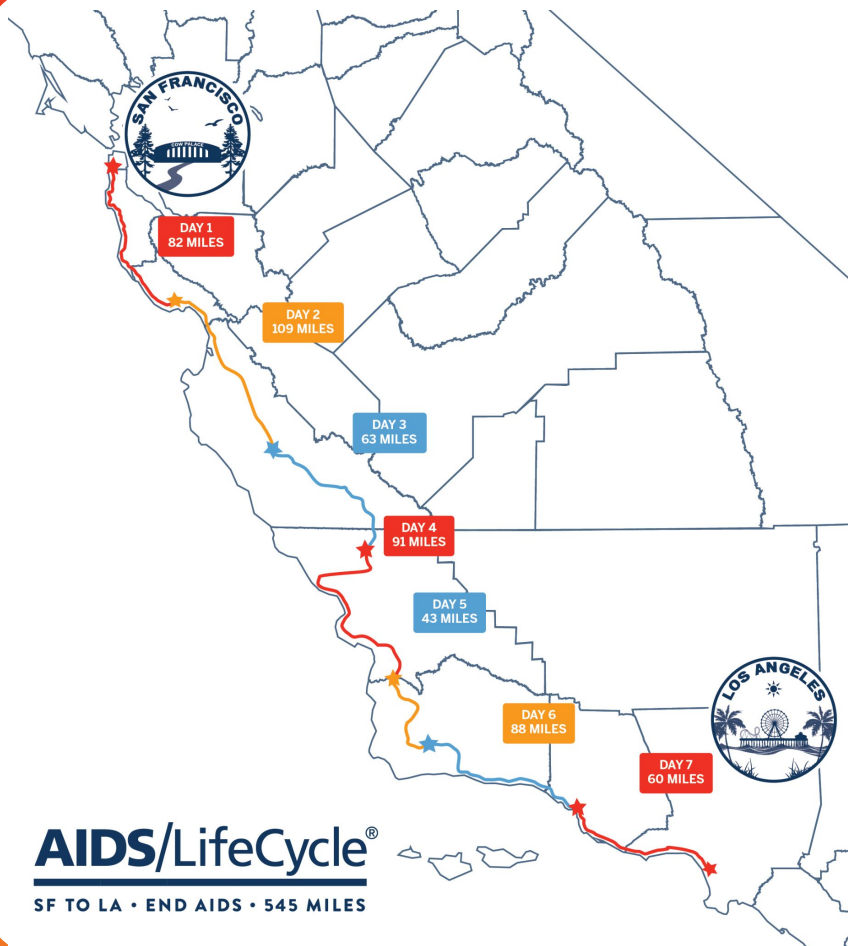 SAN FRANCISCO
COW PALACE
DAY 1
82 MILES
DAY 2
109 MILES
DAY 3
63 MILES
DAY 4
91 MILES
DAY 5
43 MILES
LOS ANGELES
DAY 6
88 MILES
DAY 7
60 MILES
AIDS/LifeCycle®
SF TO LA • END AIDS • 545 MILES